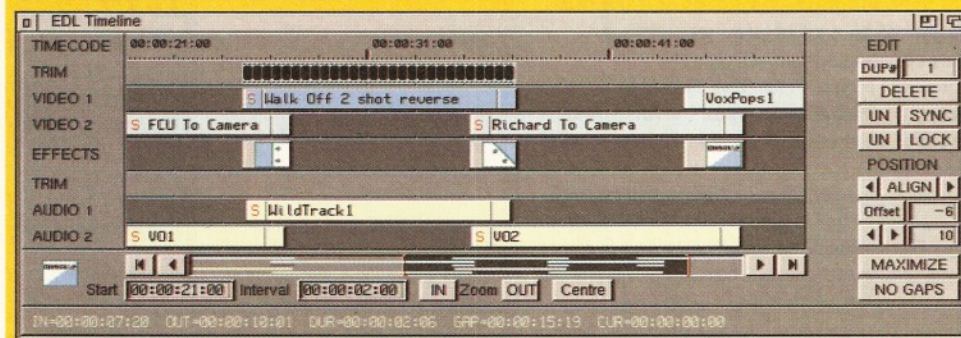 EDL Timeline
TIMECODE 00:00:21:00 00:00:31:00 00:00:41:00 EDIT
TRIM DUP# 1
VIDEO 1 S Walk Off 2 shot reverse VoxPops1 DELETE
VIDEO 2 S FCU To Camera S Richard To Camera UN SYNC
UN LOCK
EFFECTS POSITION
TRIM ALIGN
AUDIO 1 S WildTrack1 Offset -6
AUDIO 2 S VO1 S VO2 10
MAXIMIZE
Start 00:00:21:00 Interval 00:00:02:00 IN Zoom OUT Centre NO GAPS
IN=00:00:07:20 OUT=00:00:10:01 DUR=00:00:02:06 GAP=00:00:15:19 CUR=00:00:00:00